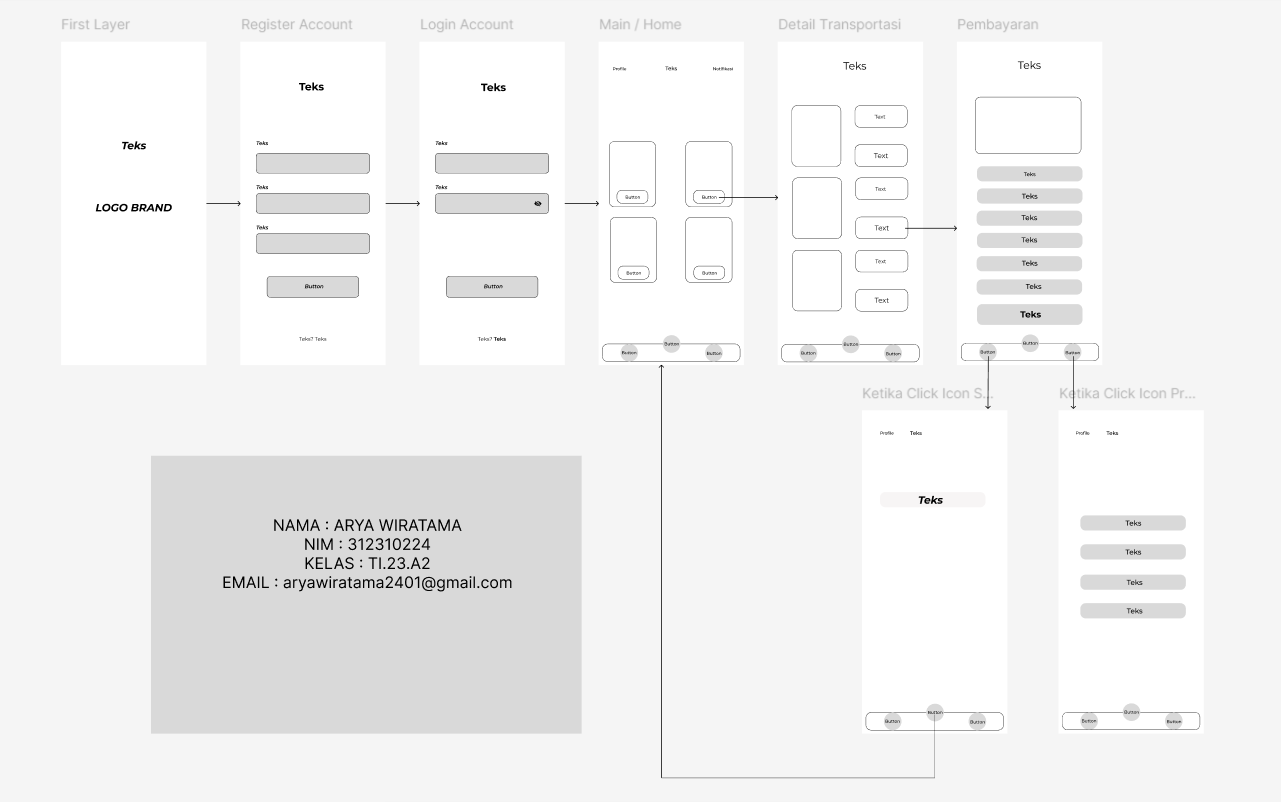 First Layer
Teks
LOGO BRAND
Register Account
Teks
Teks
Teks
Teks
Button
Teks? Teks
Login Account
Teks
Teks
Teks
Button
Teks? Teks
Main / Home
Profile Teks Notifikasi
Button Button
Button Button
Button Button Button
Detail Transportasi
Teks
Text
Text
Text
Text
Text
Text
Button Button Button
Pembayaran
Teks
Teks
Teks
Teks
Teks
Teks
Teks
Teks
Button Button Button
Ketika Click Icon S...
Profile Teks
Teks
Button Button Button
Ketika Click Icon Pr...
Profile Teks
Teks
Teks
Teks
Teks
Button Button Button
NAMA : ARYA WIRATAMA
NIM : 312310224
KELAS : TI.23.A2
EMAIL : aryawiratama2401@gmail.com